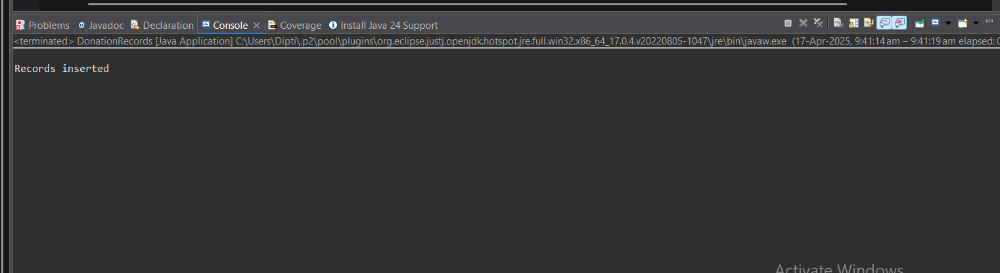 Problems Javadoc Declaration Console Coverage Install Java 24 Support
<terminated> DonationRecords [Java Application] C:\Users\Dipti\.p2\pool\plugins\org.eclipse.justj.openjdk.hotspot.jre.full.win32.x86_64_17.0.4.v20220805-1047\jre\bin\javaw.exe (17-Apr-2025, 9:41:14 am – 9:41:19 am elapsed: 0
Records inserted
Activate Windows